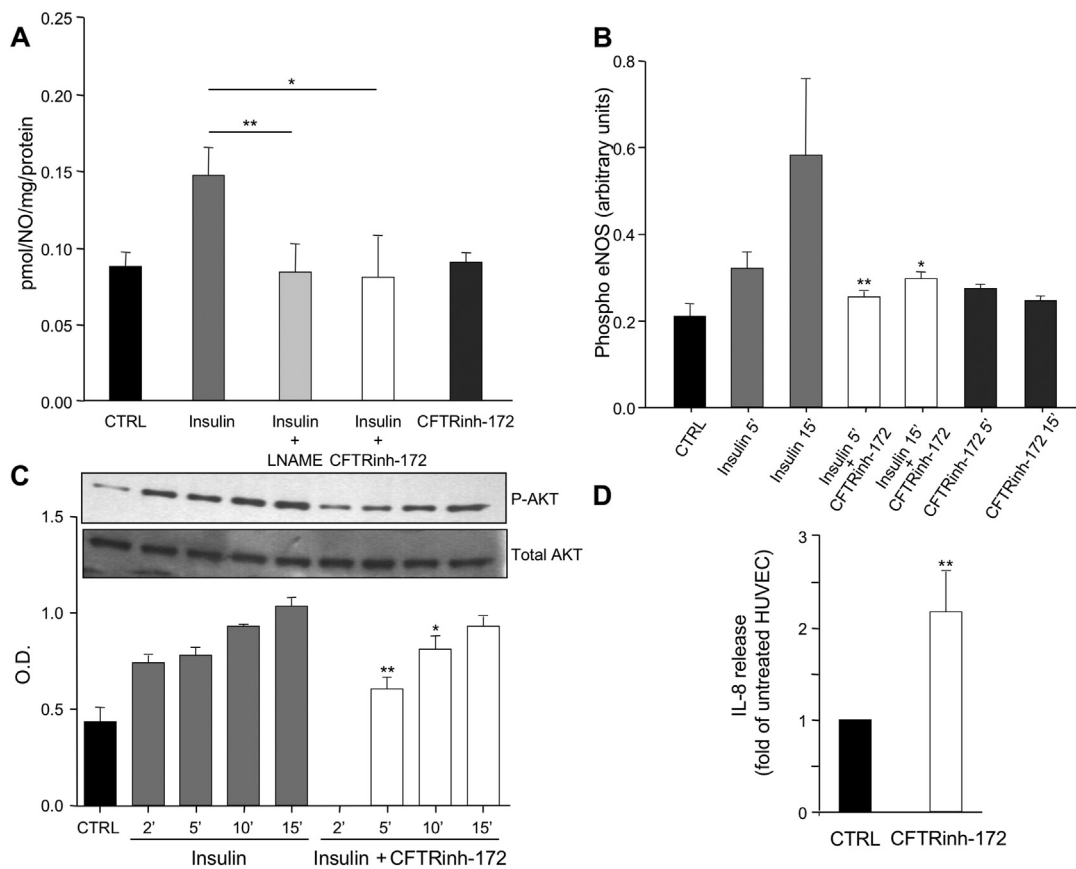 A
pmol/NO/mg/protein
0.25
0.20
0.15
0.10
0.05
0.00
*
**
CTRL
Insulin
Insulin
+
LNAME
Insulin
+
CFTRinh-172
CFTRinh-172
B
Phospho eNOS (arbitrary units)
0.8
0.6
0.4
0.2
0.0
**
*
CTRL
Insulin 5'
Insulin 15'
Insulin 5'
+
CFTRinh-172
Insulin 15'
+
CFTRinh-172
CFTRinh-172 5'
CFTRinh-172 15'
C
P-AKT
Total AKT
O.D.
1.5
1.0
0.5
0.0
**
*
CTRL
2' 5' 10' 15' 2' 5' 10' 15'
Insulin
Insulin + CFTRinh-172
D
IL-8 release
(fold of untreated HUVEC)
3
2
1
0
**
CTRL
CFTRinh-172